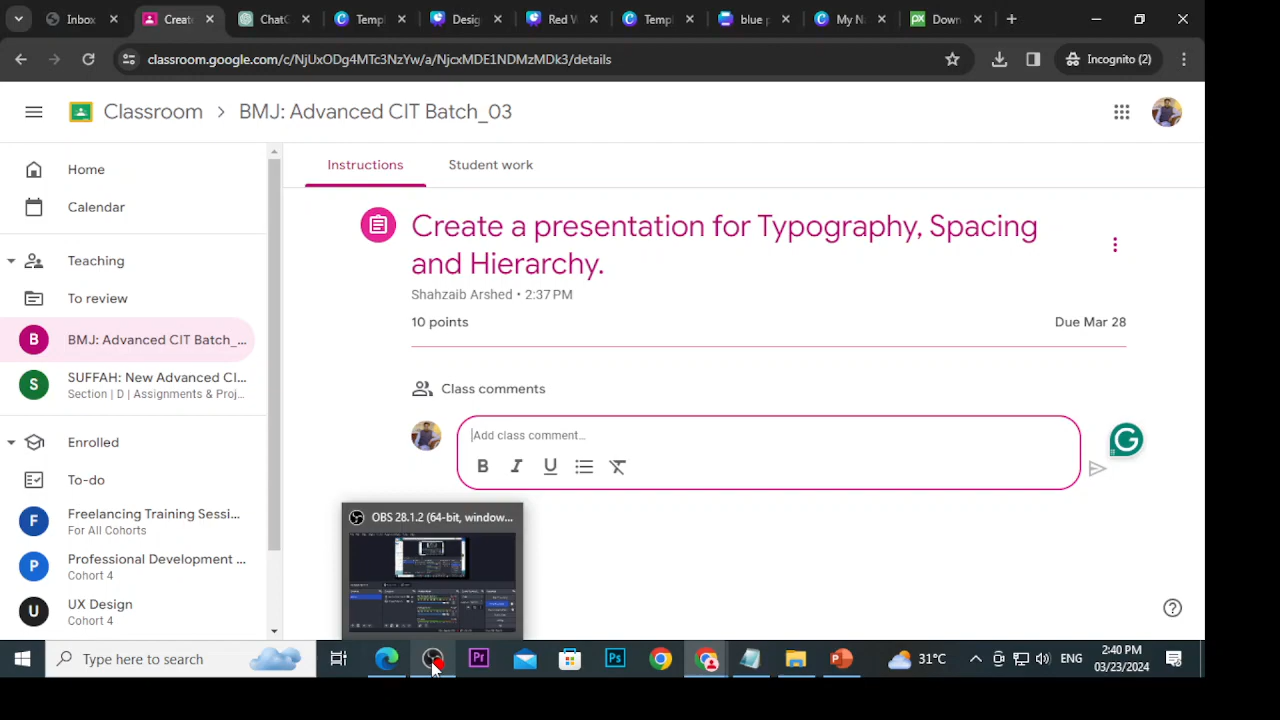 Inbox
Creat
ChatG
Templ
Desig
Red V
Templ
blue p
My N
Down
classroom.google.com/c/NjUxODg4MTc3NzYw/a/NjcxMDE1NDMzMDk3/details
Incognito (2)
Classroom > BMJ: Advanced CIT Batch_03
Home
Calendar
Teaching
To review
B
BMJ: Advanced CIT Batch_...
S
SUFFAH: New Advanced CI...
Section | D | Assignments & Proj...
Enrolled
To-do
F
Freelancing Training Sessi...
For All Cohorts
P
Professional Development ...
Cohort 4
U
UX Design
Cohort 4
Instructions
Student work
Create a presentation for Typography, Spacing
and Hierarchy.
Shahzaib Arshed • 2:37 PM
10 points
Due Mar 28
Class comments
Add class comment...
B I U
G
OBS 28.1.2 (64-bit, window...
Type here to search
Pr
Ps
31°C
ENG
2:40 PM
03/23/2024